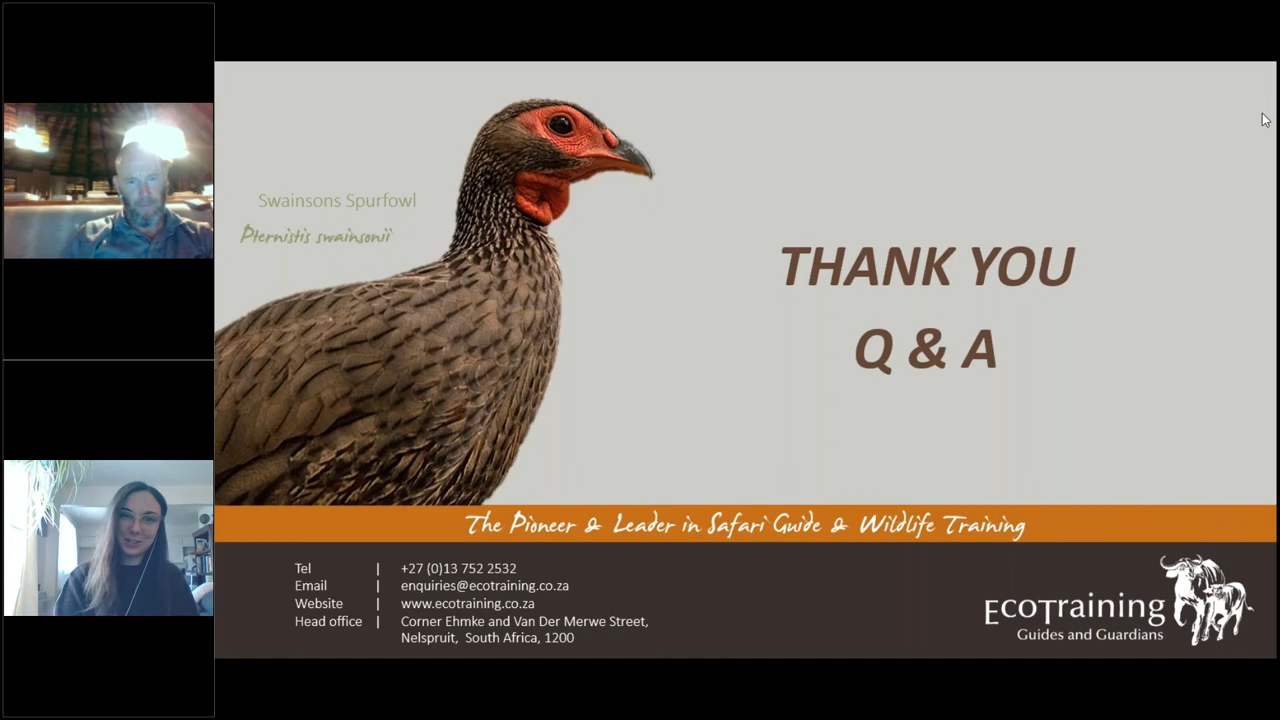 Swainsons Spurfowl
Pternistis swainsonii
THANK YOU
Q & A
The Pioneer & Leader in Safari Guide & Wildlife Training
Tel | +27 (0)13 752 2532
Email | enquiries@ecotraining.co.za
Website | www.ecotraining.co.za
Head office | Corner Ehmke and Van Der Merwe Street,
Nelspruit, South Africa, 1200
EcoTraining
Guides and Guardians